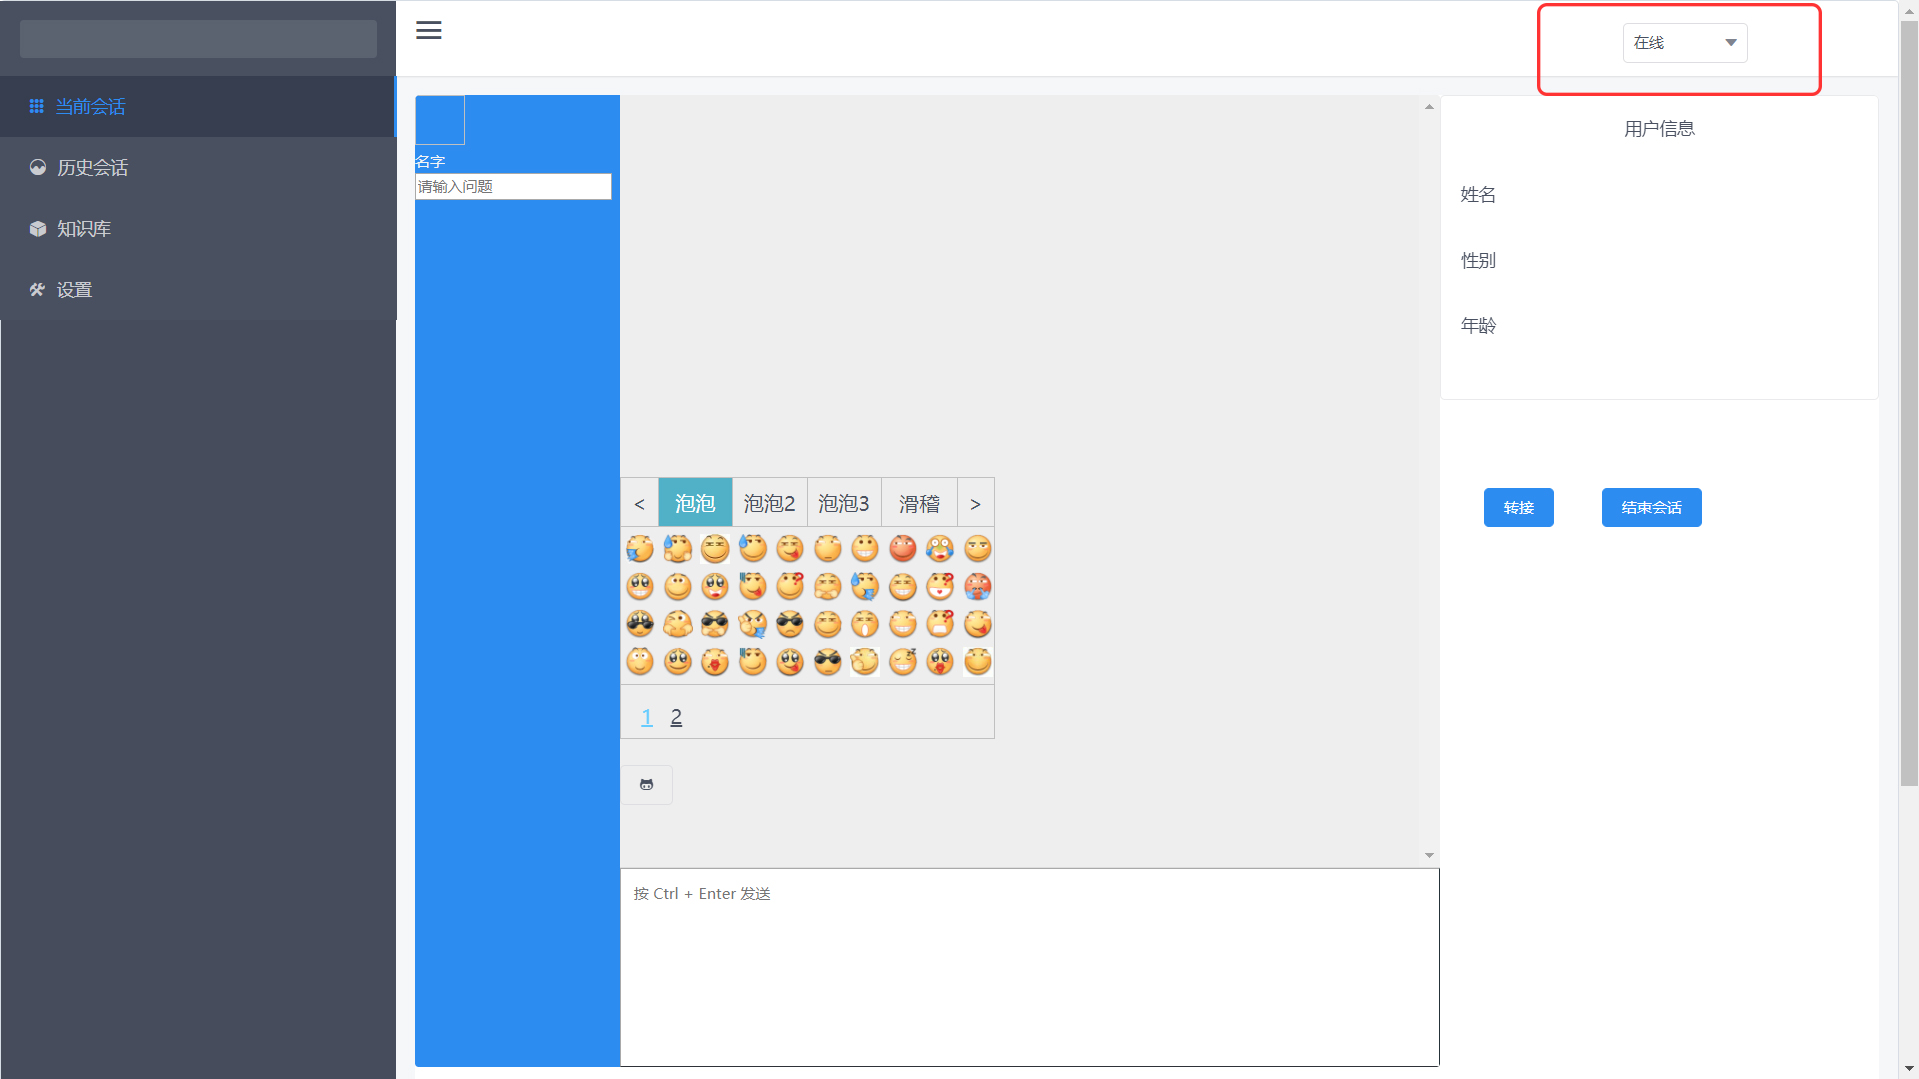 在线
当前会话
历史会话
知识库
设置
名字
请输入问题
< 泡泡 泡泡2 泡泡3 滑稽 >
1 2
按 Ctrl + Enter 发送
用户信息
姓名
性别
年龄
转接 结束会话